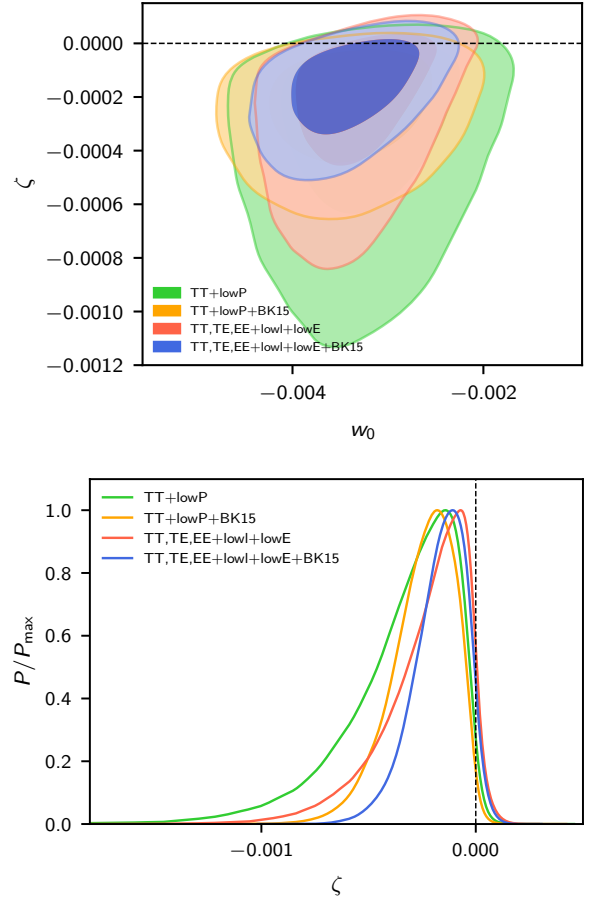 0.0000
−0.0002
−0.0004
−0.0006
−0.0008
−0.0010
−0.0012
ζ
TT+lowP
TT+lowP+BK15
TT,TE,EE+lowl+lowE
TT,TE,EE+lowl+lowE+BK15
−0.004
−0.002
w₀
TT+lowP
TT+lowP+BK15
TT,TE,EE+lowl+lowE
TT,TE,EE+lowl+lowE+BK15
1.0
0.8
0.6
0.4
0.2
0.0
P/Pmax
−0.001
0.000
ζ